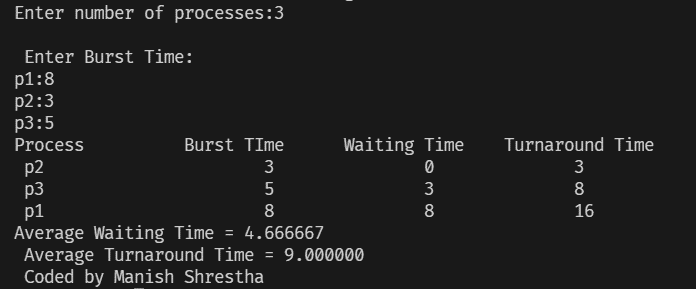 Enter number of processes:3
Enter Burst Time:
p1:8
p2:3
p3:5
Process Burst TIme Waiting Time Turnaround Time
p2 3 0 3
p3 5 3 8
p1 8 8 16
Average Waiting Time = 4.666667
Average Turnaround Time = 9.000000
Coded by Manish Shrestha